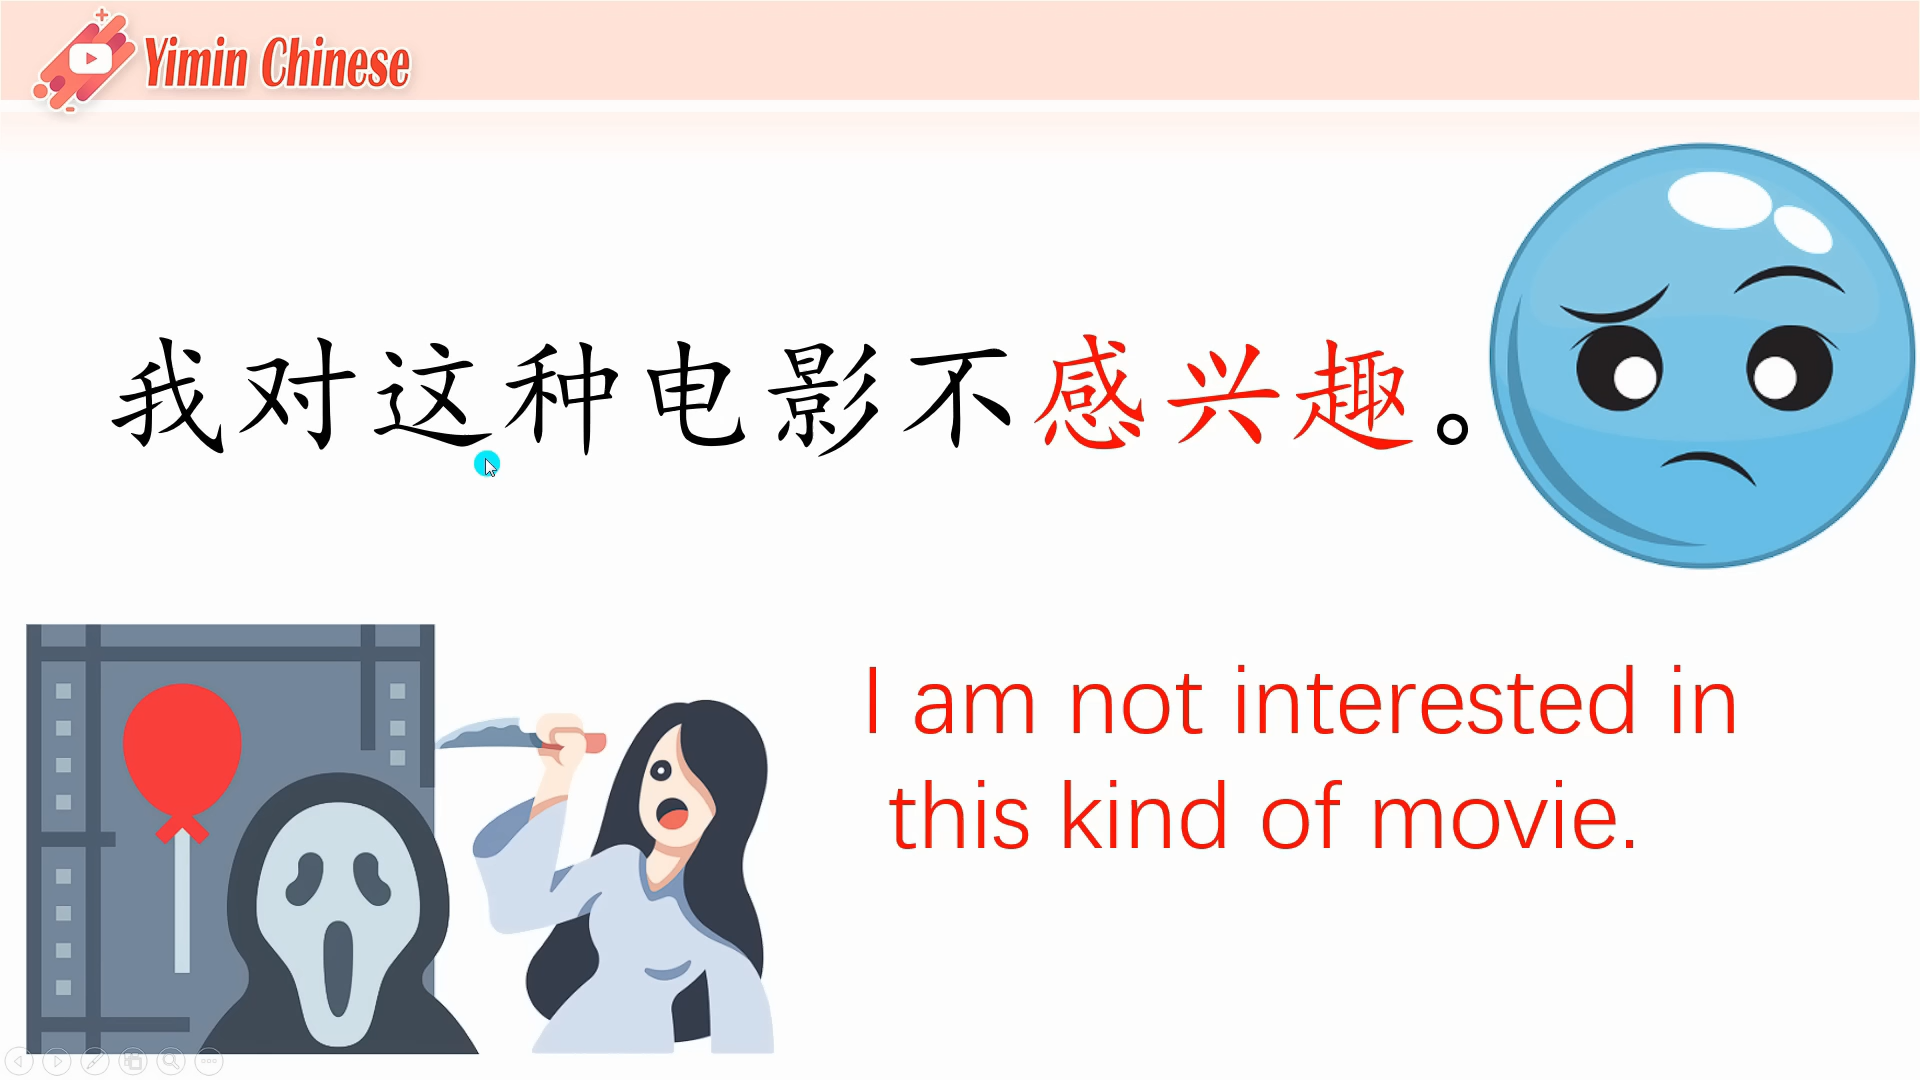 Yimin Chinese
我对这种电影不感兴趣。
I am not interested in
this kind of movie.